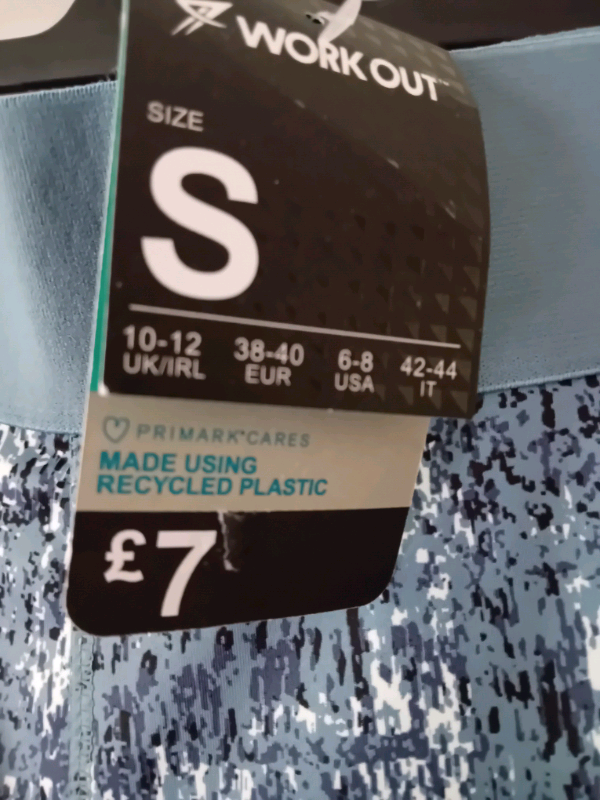 WORK OUT™
SIZE
S
10-12 38-40 6-8 42-44
UK/IRL EUR USA IT
PRIMARK®CARES
MADE USING
RECYCLED PLASTIC
£7